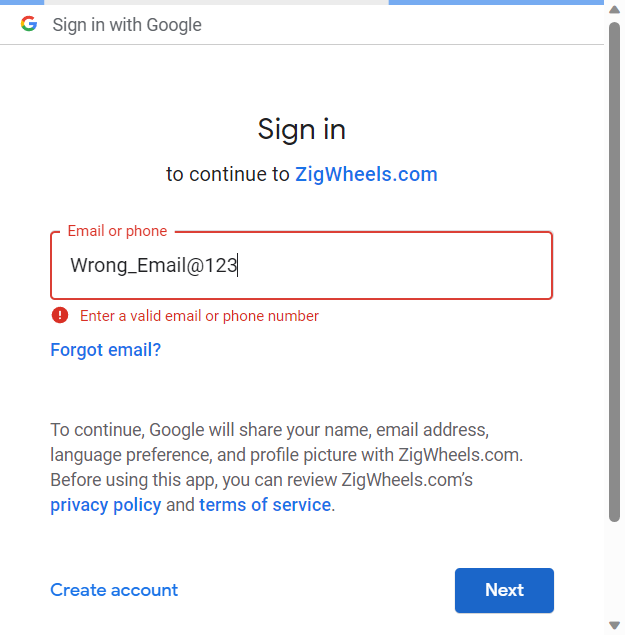 Sign in with Google
Sign in
to continue to ZigWheels.com
Email or phone
Wrong_Email@123
Enter a valid email or phone number
Forgot email?
To continue, Google will share your name, email address,
language preference, and profile picture with ZigWheels.com.
Before using this app, you can review ZigWheels.com’s
privacy policy and terms of service.
Create account
Next